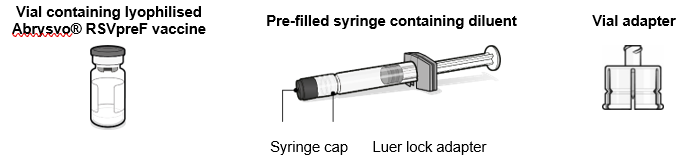 Vial containing lyophilised
Abrysvo® RSVpreF vaccine
Pre-filled syringe containing diluent
Vial adapter
Syringe cap
Luer lock adapter